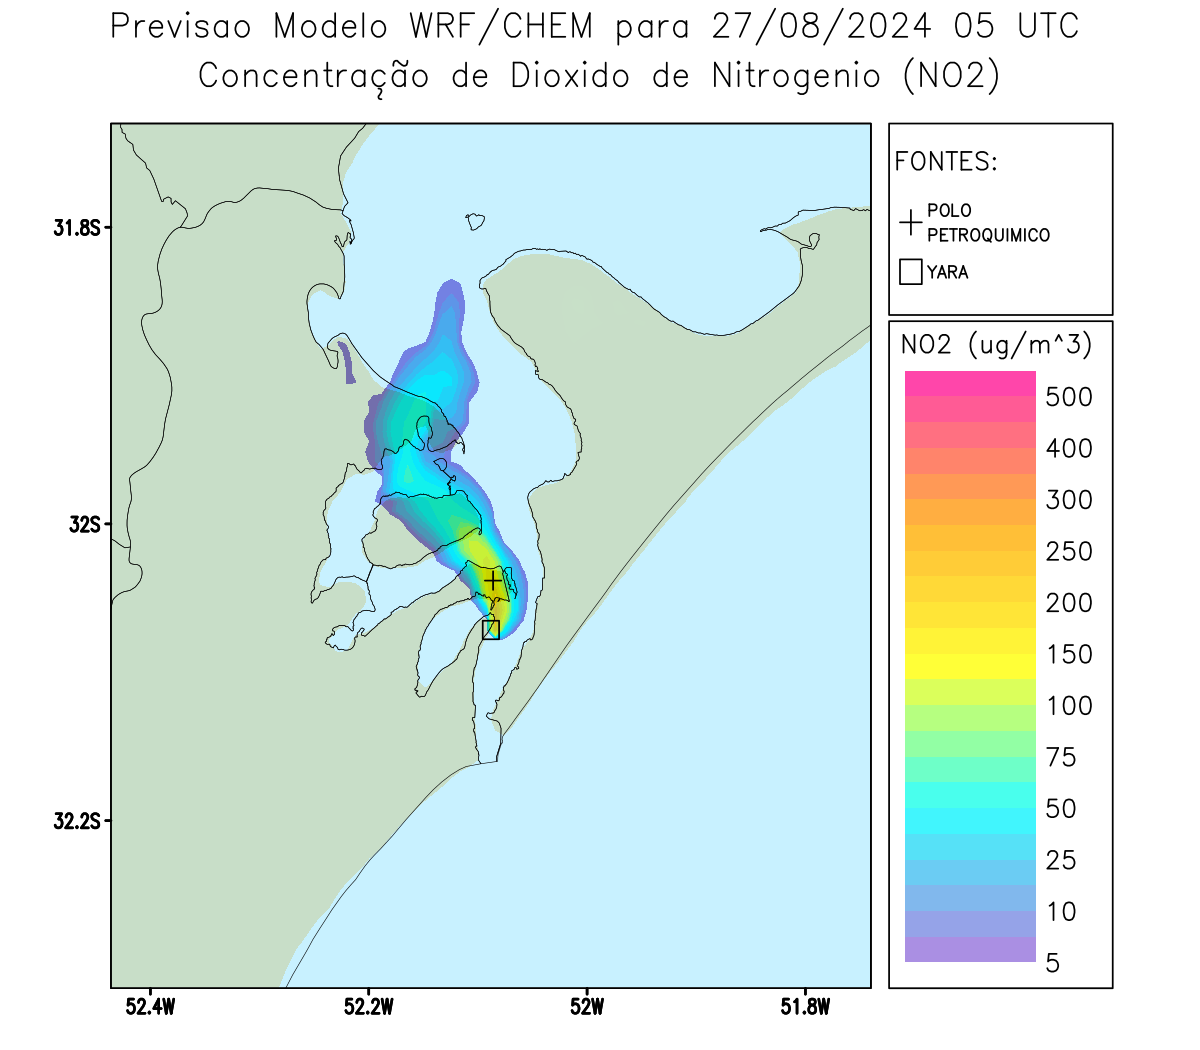 Previsao Modelo WRF/CHEM para 27/08/2024 05 UTC
Concentração de Dioxido de Nitrogenio (NO2)
FONTES:
POLO
PETROQUIMICO
YARA
31.8S
32S
32.2S
52.4W
52.2W
52W
51.8W
NO2 (ug/m^3)
500
400
300
250
200
150
100
75
50
25
10
5